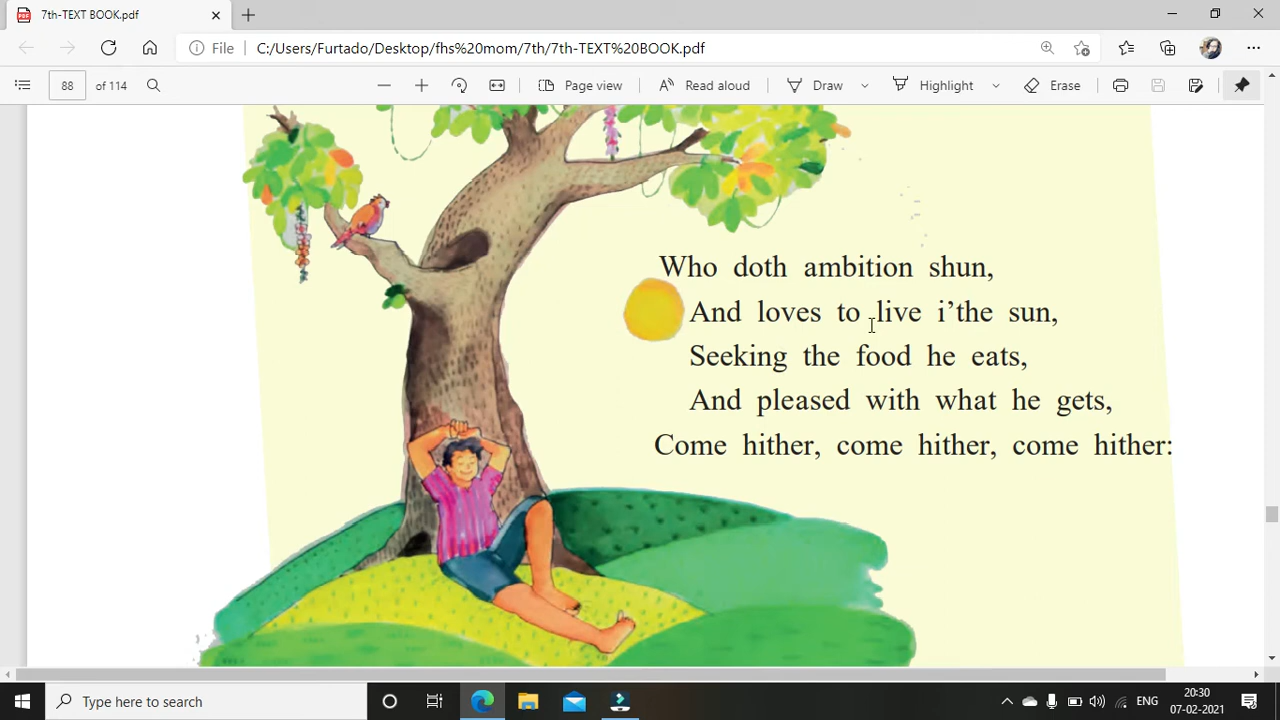 7th-TEXT BOOK.pdf
File
C:/Users/Furtado/Desktop/fhs%20mom/7th/7th-TEXT%20BOOK.pdf
88 of 114
Page view
Read aloud
Draw
Highlight
Erase
Who doth ambition shun,
And loves to live i’the sun,
Seeking the food he eats,
And pleased with what he gets,
Come hither, come hither, come hither:
Type here to search
ENG
20:30
07-02-2021